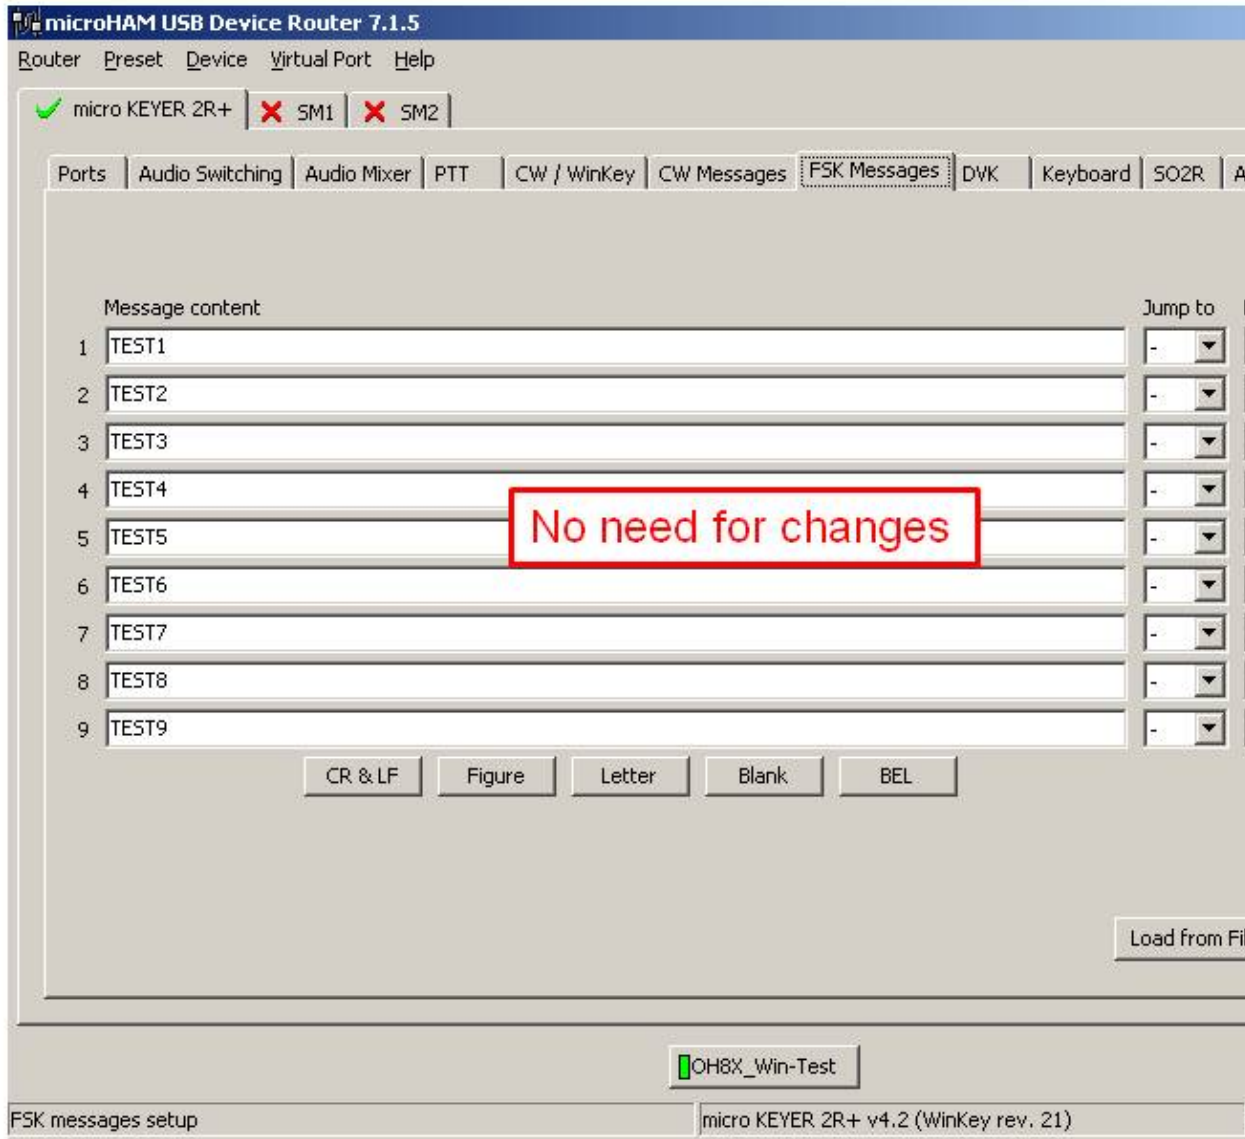 microHAM USB Device Router 7.1.5
Router Preset Device Virtual Port Help
micro KEYER 2R+ SM1 SM2
Ports Audio Switching Audio Mixer PTT CW / WinKey CW Messages FSK Messages DVK Keyboard SO2R A
Message content Jump to
1 TEST1 -
2 TEST2 -
3 TEST3 -
4 TEST4 -
No need for changes
5 TEST5 -
6 TEST6 -
7 TEST7 -
8 TEST8 -
9 TEST9 -
CR & LF Figure Letter Blank BEL
Load from Fi
OH8X_Win-Test
FSK messages setup micro KEYER 2R+ v4.2 (WinKey rev. 21)